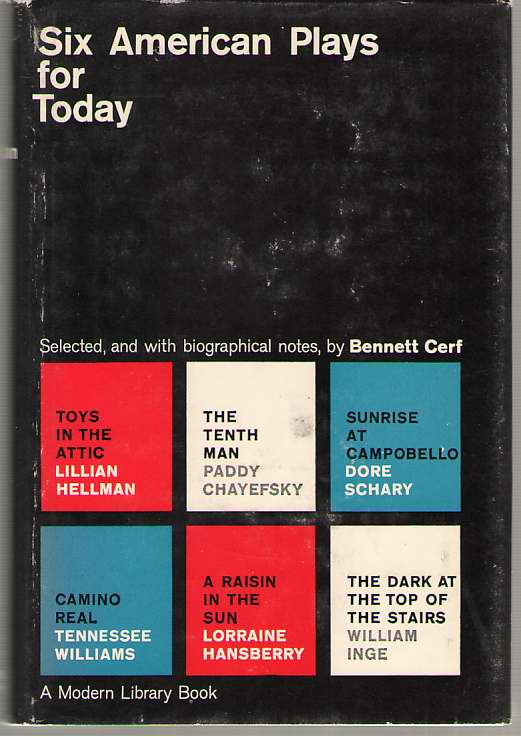 Six American Plays
for
Today
Selected, and with biographical notes, by Bennett Cerf
TOYS
IN THE
ATTIC
LILLIAN
HELLMAN
THE
TENTH
MAN
PADDY
CHAYEFSKY
SUNRISE
AT
CAMPOBELLO
DORE
SCHARY
CAMINO
REAL
TENNESSEE
WILLIAMS
A RAISIN
IN THE
SUN
LORRAINE
HANSBERRY
THE DARK AT
THE TOP OF
THE STAIRS
WILLIAM
INGE
A Modern Library Book